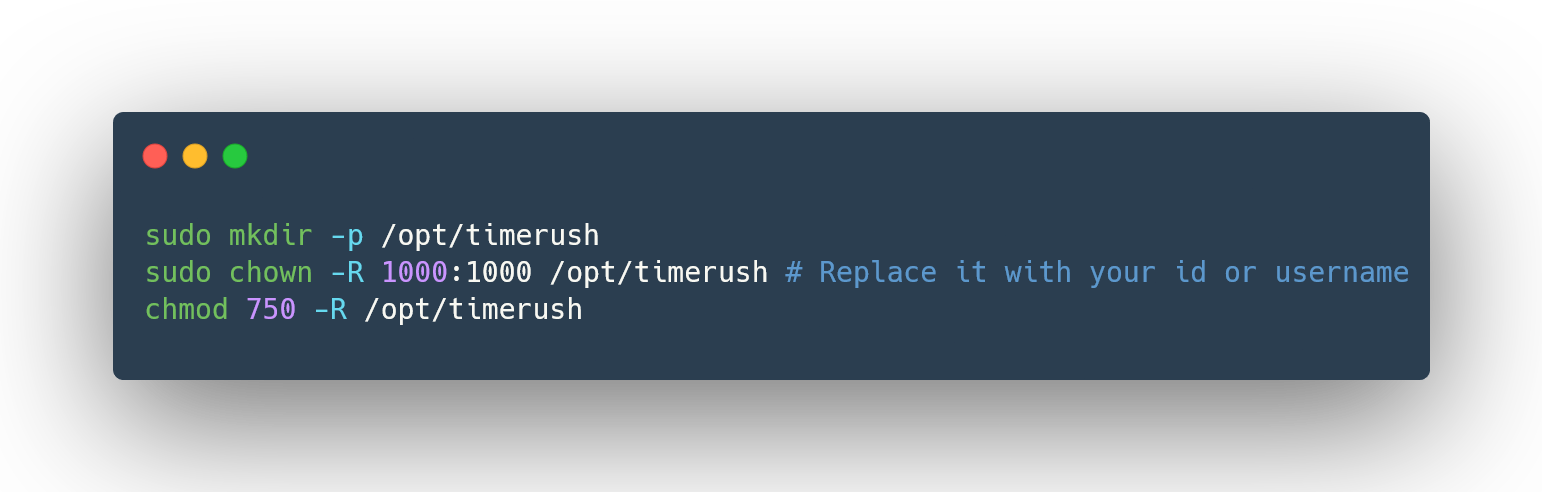 sudo mkdir -p /opt/timerush
sudo chown -R 1000:1000 /opt/timerush # Replace it with your id or username
chmod 750 -R /opt/timerush